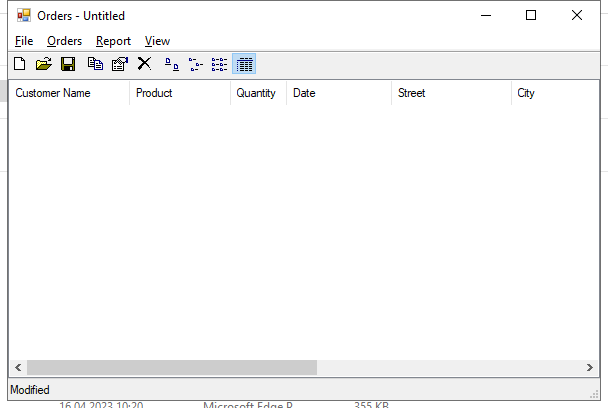 Orders - Untitled
File Orders Report View
Customer Name Product Quantity Date Street City
Modified
16.04.2023 10:20 Microsoft Edge P 355 KB